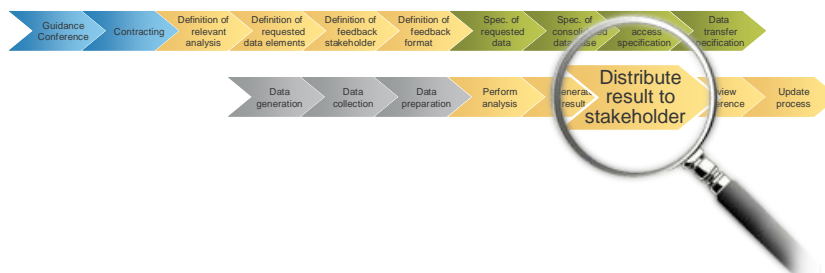 Guidance
Conference
Contracting
Definition of
relevant
analysis
Definition of
requested
data elements
Definition of
feedback
stakeholder
Definition of
feedback
format
Spec. of
requested
data
Spec. of
access
specification
Data
transfer
Data
generation
Data
collection
Data
preparation
Perform
analysis
result
Distribute
result to
stakeholder
Update
process